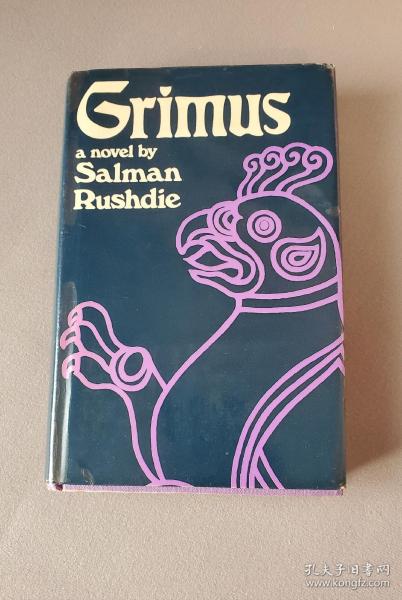 Grimus
a novel by
Salman
Rushdie
孔夫子旧书网
www.kongfz.com